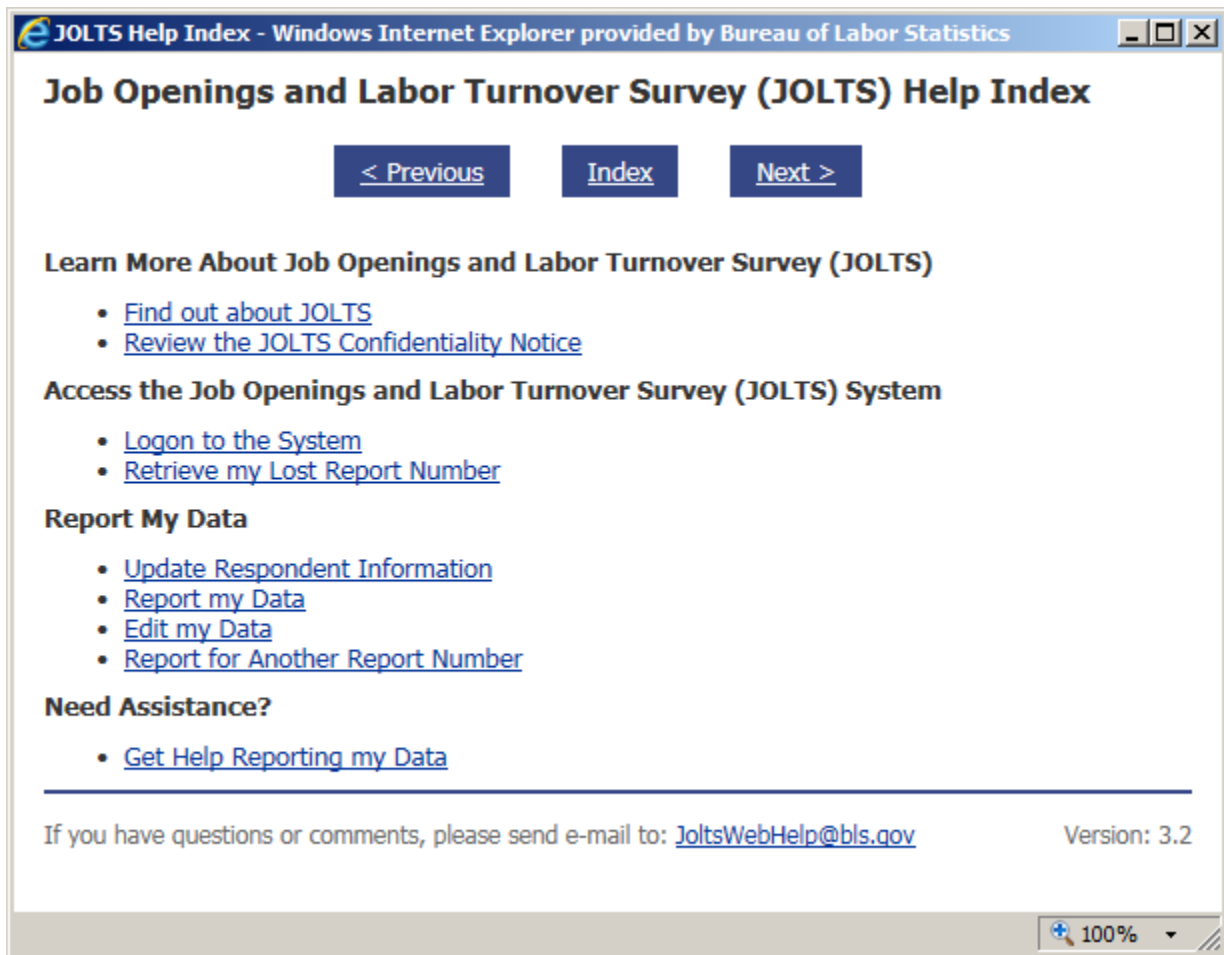 JOLTS Help Index - Windows Internet Explorer provided by Bureau of Labor Statistics
Job Openings and Labor Turnover Survey (JOLTS) Help Index
< Previous Index Next >
Learn More About Job Openings and Labor Turnover Survey (JOLTS)
• Find out about JOLTS
• Review the JOLTS Confidentiality Notice
Access the Job Openings and Labor Turnover Survey (JOLTS) System
• Logon to the System
• Retrieve my Lost Report Number
Report My Data
• Update Respondent Information
• Report my Data
• Edit my Data
• Report for Another Report Number
Need Assistance?
• Get Help Reporting my Data
If you have questions or comments, please send e-mail to: JoltsWebHelp@bls.gov Version: 3.2
100%